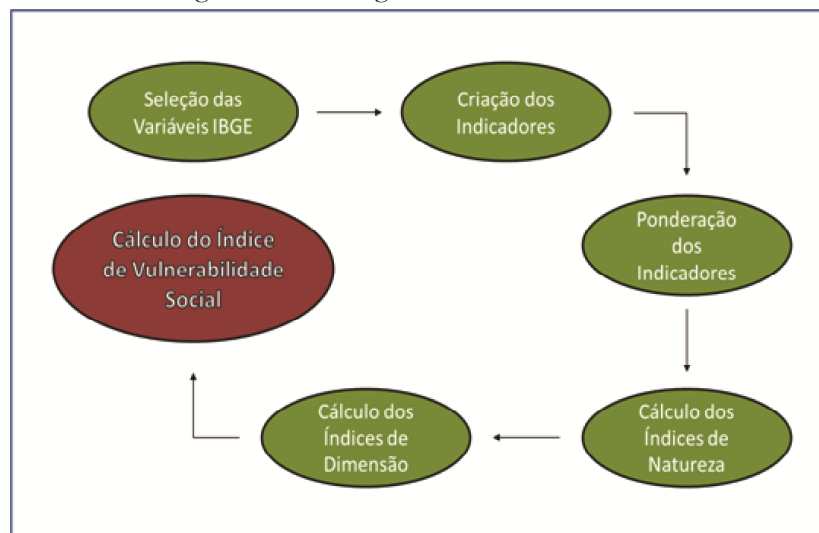 Seleção das
Variáveis IBGE
Criação dos
Indicadores
Ponderação
dos
Indicadores
Cálculo dos
Índices de
Natureza
Cálculo dos
Índices de
Dimensão
Cálculo do Índice
de Vulnerabilidade
Social